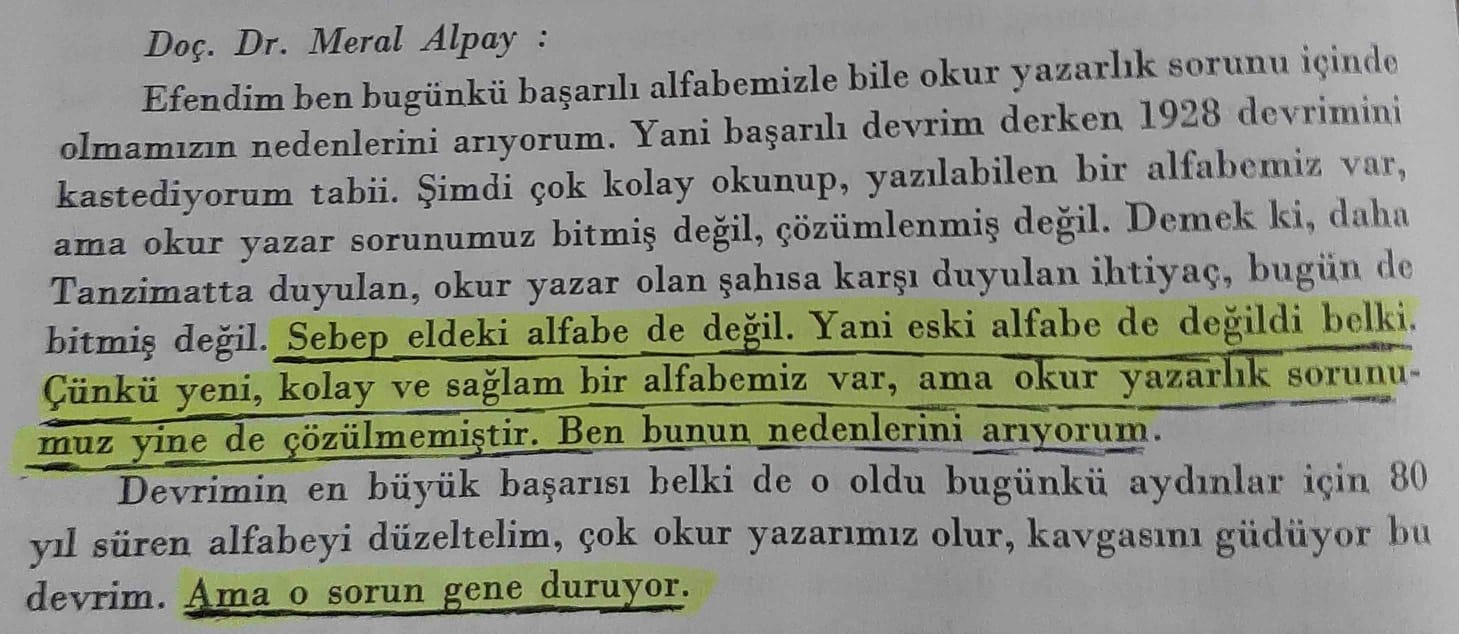 Doç. Dr. Meral Alpay :
Efendim ben bugünkü başarılı alfabemizle bile okur yazarlık sorunu içinde
olmamızın nedenlerini arıyorum. Yani başarılı devrim derken 1928 devrimini
kastediyorum tabii. Şimdi çok kolay okunup, yazılabilen bir alfabemiz var,
ama okur yazar sorunumuz bitmiş değil, çözümlenmiş değil. Demek ki, daha
Tanzimatta duyulan, okur yazar olan şahısa karşı duyulan ihtiyaç, bugün de
bitmiş değil. Sebep eldeki alfabe de değil. Yani eski alfabe de değildi belki.
Çünkü yeni, kolay ve sağlam bir alfabemiz var, ama okur yazarlık sorunu-
muz yine de çözülmemiştir. Ben bunun nedenlerini arıyorum.
Devrimin en büyük başarısı belki de o oldu bugünkü aydınlar için 80
yıl süren alfabeyi düzeltelim, çok okur yazarımız olur, kavgasını güdüyor bu
devrim. Ama o sorun gene duruyor.